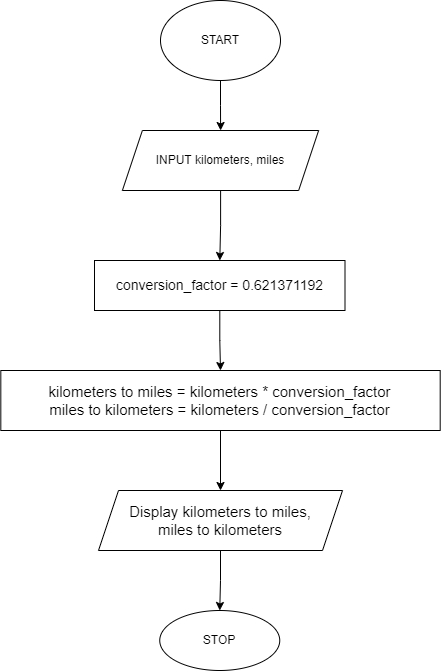 START
INPUT kilometers, miles
conversion_factor = 0.621371192
kilometers to miles = kilometers * conversion_factor
miles to kilometers = kilometers / conversion_factor
Display kilometers to miles,
miles to kilometers
STOP